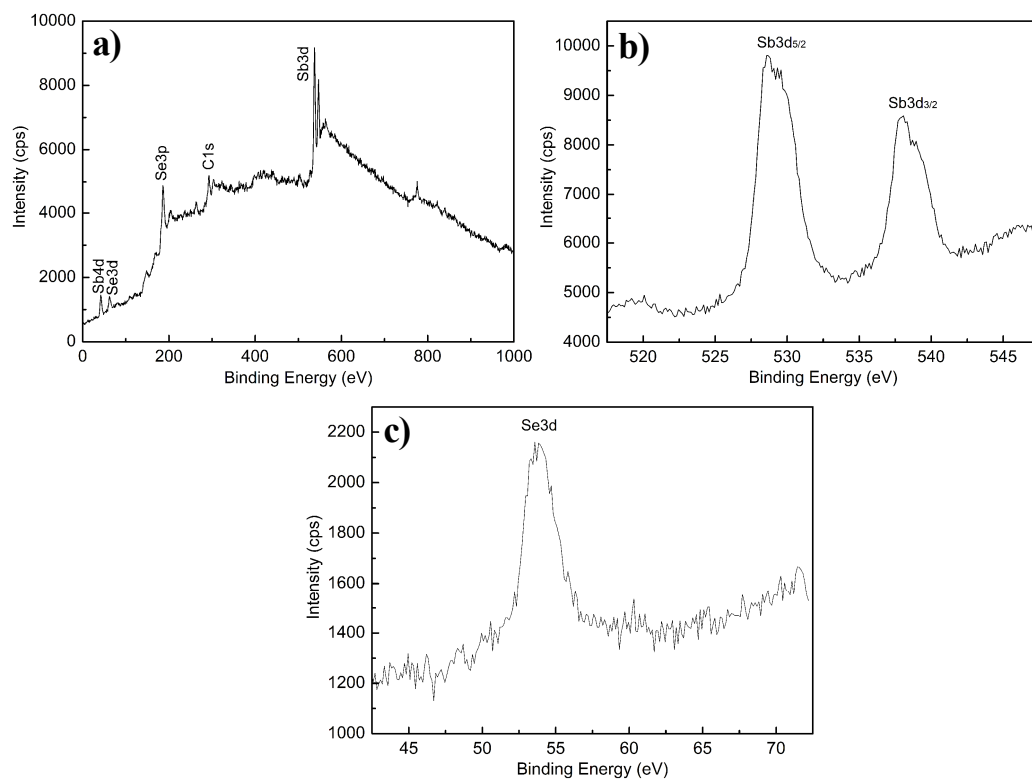 a)
10000
8000
6000
4000
2000
0
Sb4d
Se3d
Se3p
C1s
Sb3d
0 200 400 600 800 1000
Intensity (cps)
Binding Energy (eV)
b)
10000
9000
8000
7000
6000
5000
4000
Sb3d5/2
Sb3d3/2
520 525 530 535 540 545
Intensity (cps)
Binding Energy (eV)
c)
2200
2000
1800
1600
1400
1200
1000
Se3d
45 50 55 60 65 70
Intensity (cps)
Binding Energy (eV)